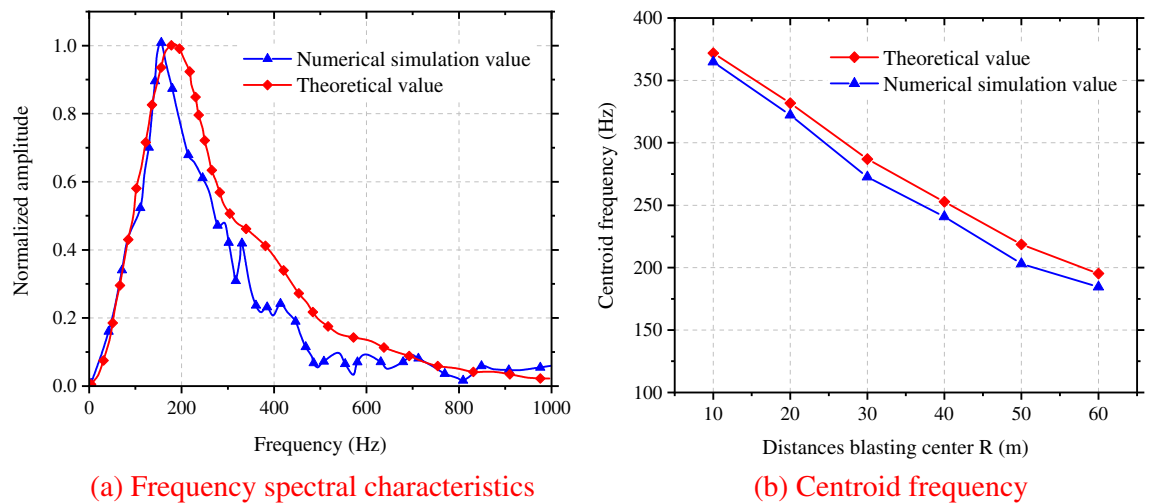 1.0
0.8
0.6
0.4
0.2
0.0
0
200
400
600
800
1000
Normalized amplitude
Frequency (Hz)
Numerical simulation value
Theoretical value
(a) Frequency spectral characteristics
400
350
300
250
200
150
100
10
20
30
40
50
60
Centroid frequency (Hz)
Distances blasting center R (m)
Theoretical value
Numerical simulation value
(b) Centroid frequency